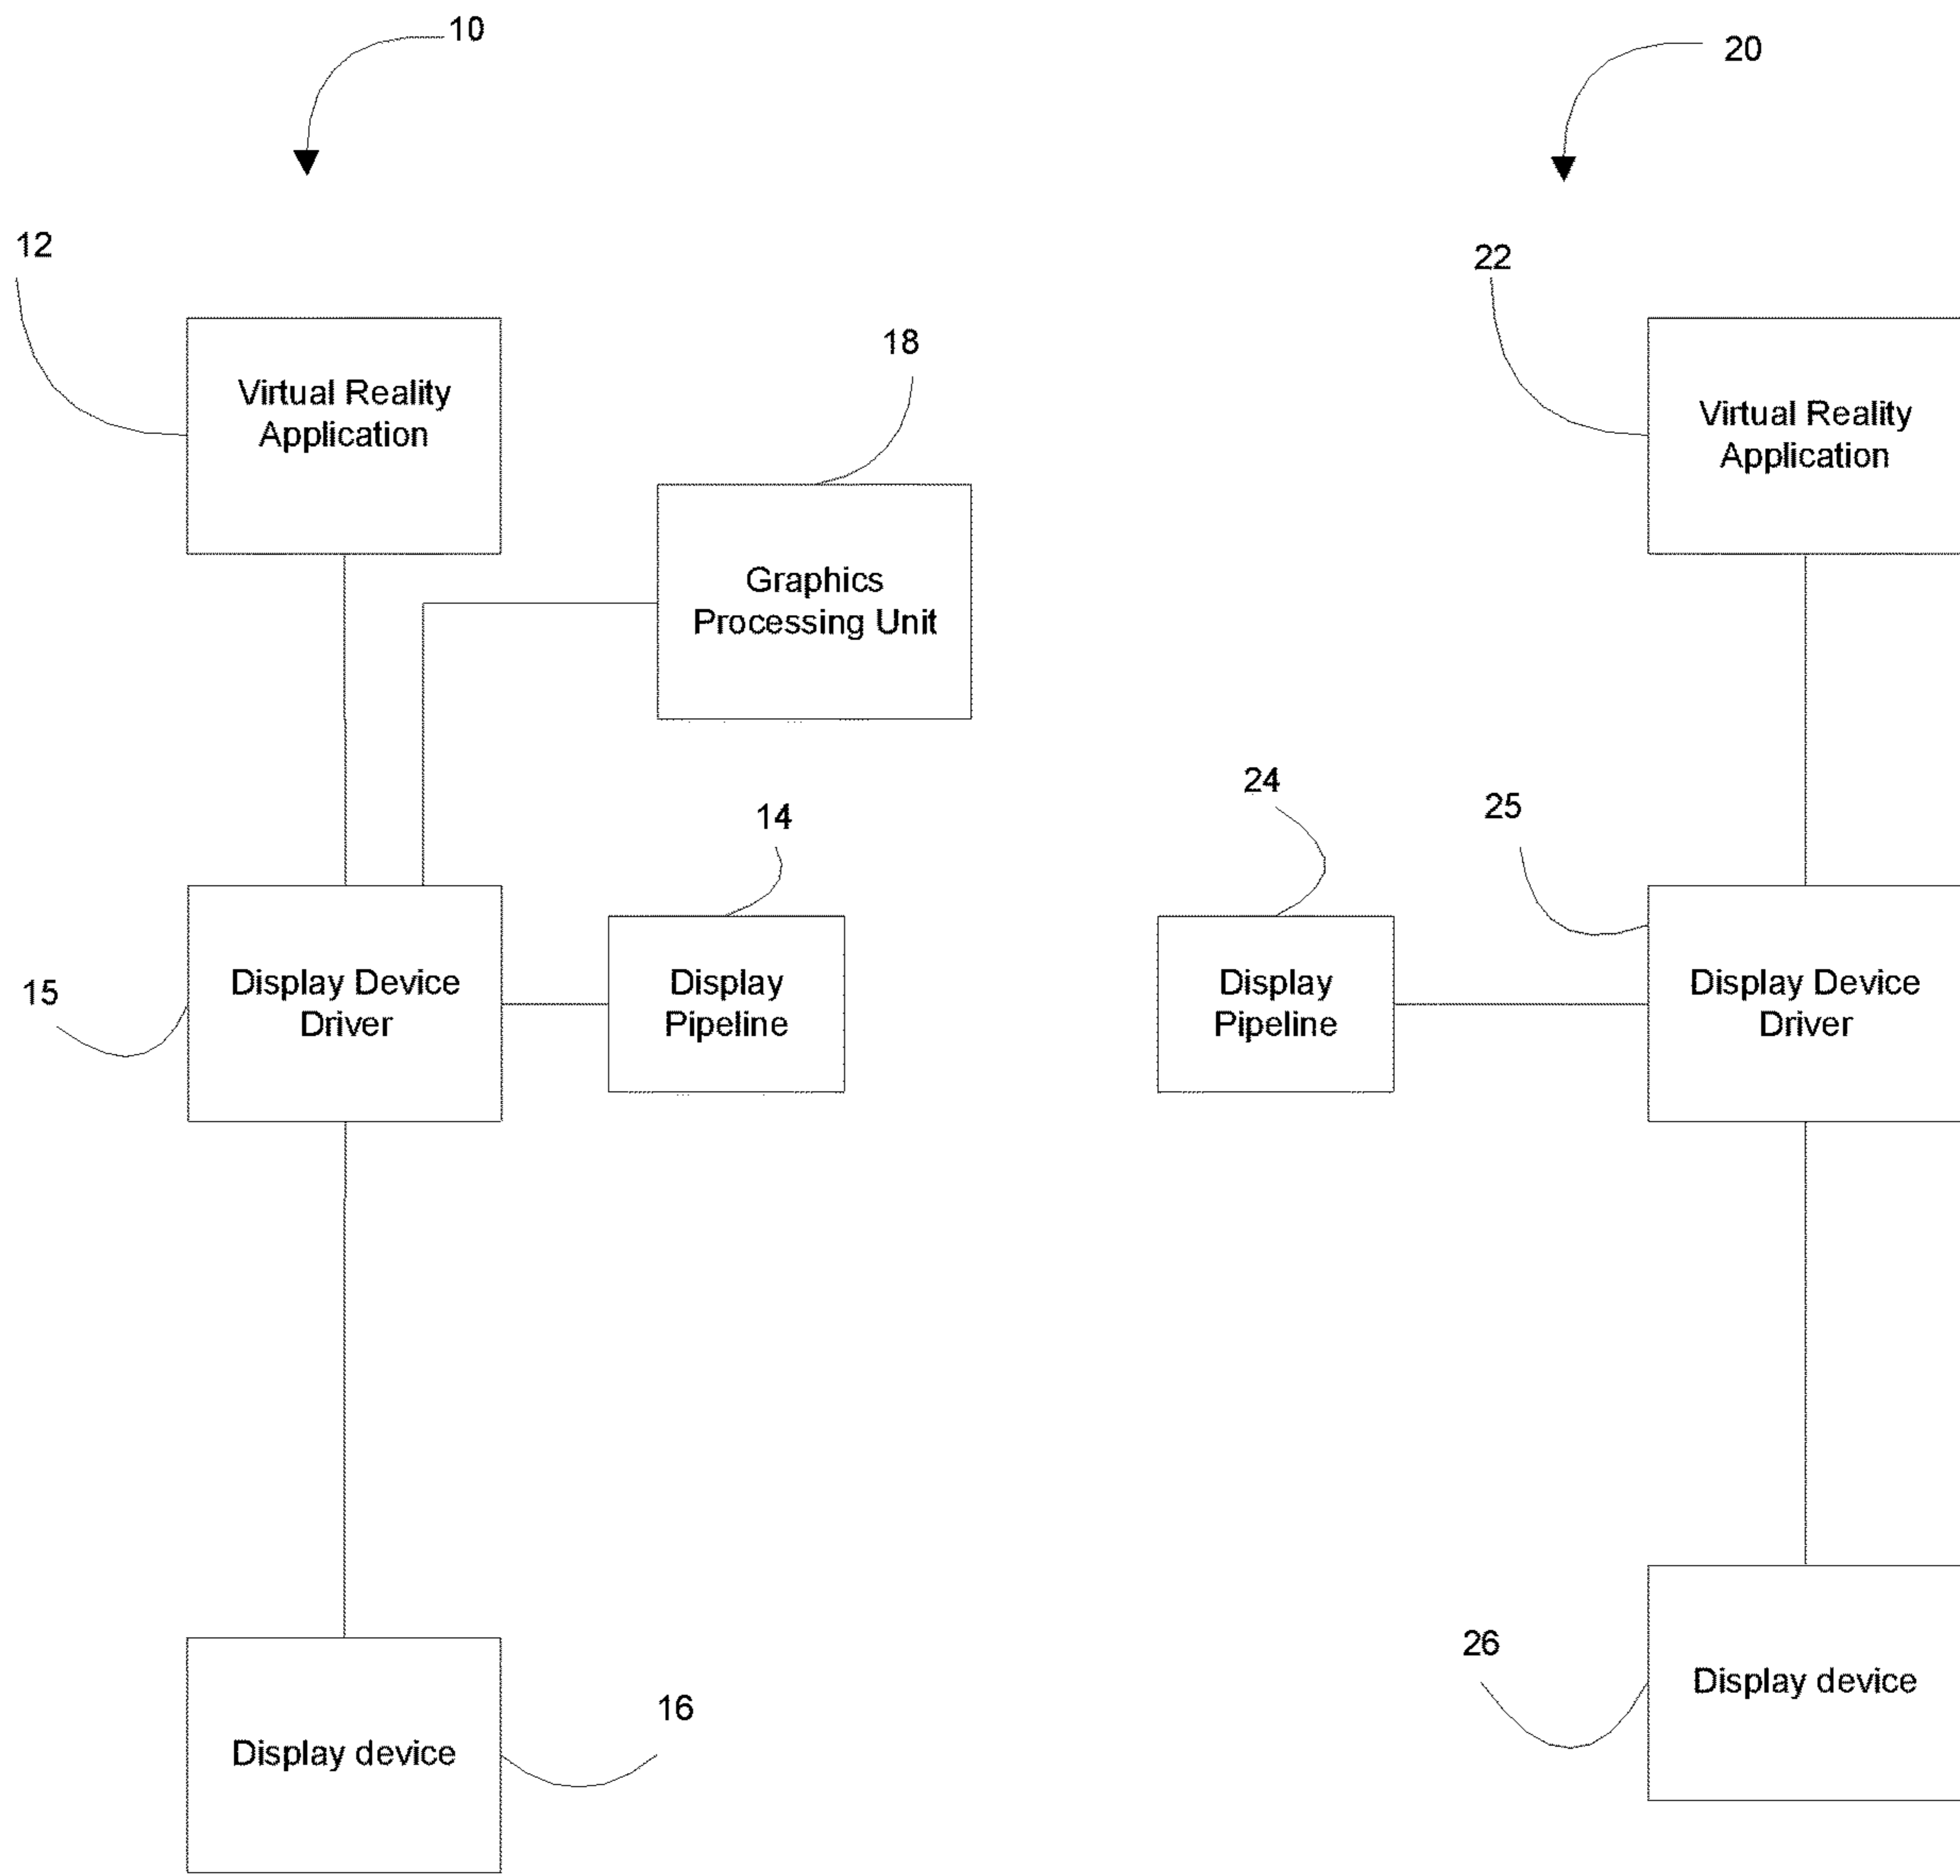 10
20
12
22
Virtual Reality
Application
18
Virtual Reality
Application
Graphics
Processing Unit
24
25
14
15
Display Device
Driver
Display
Pipeline
Display
Pipeline
Display Device
Driver
26
Display device
16
Display device